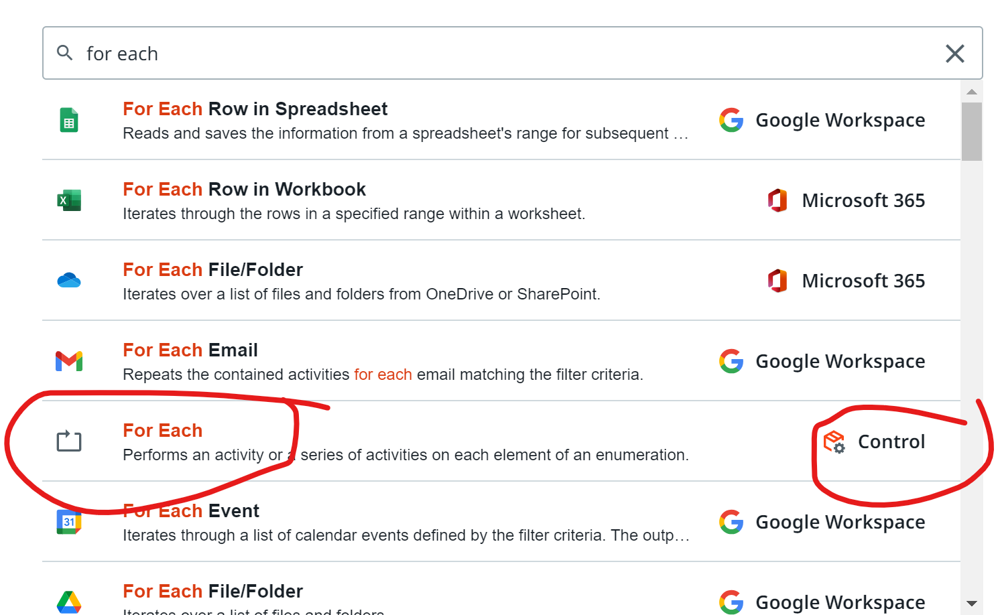 for each
For Each Row in Spreadsheet
Reads and saves the information from a spreadsheet's range for subsequent …
Google Workspace
For Each Row in Workbook
Iterates through the rows in a specified range within a worksheet.
Microsoft 365
For Each File/Folder
Iterates over a list of files and folders from OneDrive or SharePoint.
Microsoft 365
For Each Email
Repeats the contained activities for each email matching the filter criteria.
Google Workspace
For Each
Performs an activity or a series of activities on each element of an enumeration.
Control
For Each Event
31
Iterates through a list of calendar events defined by the filter criteria. The outp…
Google Workspace
For Each File/Folder
Iterates over a list of files and folders
Google Workspace